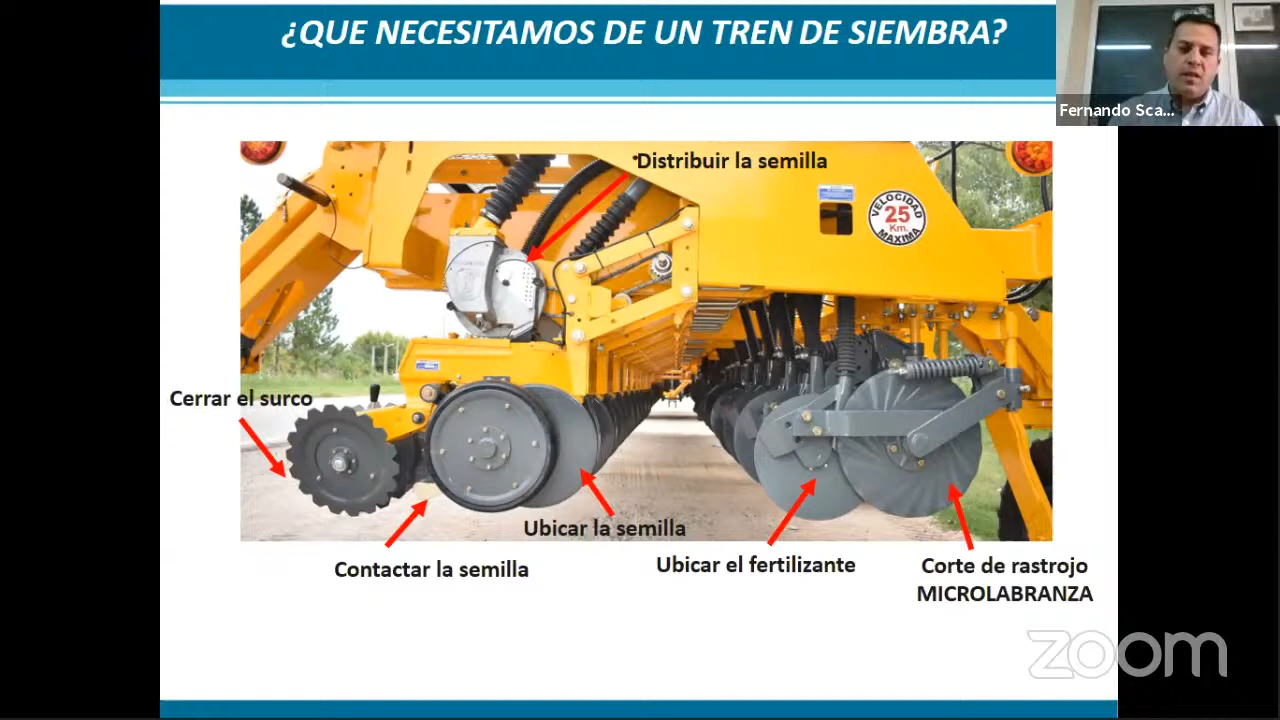 ¿QUE NECESITAMOS DE UN TREN DE SIEMBRA?
Fernando Sca...
Distribuir la semilla
VELOCIDAD
25
Km.
MAXIMA
Cerrar el surco
Ubicar la semilla
Contactar la semilla
Ubicar el fertilizante
Corte de rastrojo
MICROLABRANZA
zoom